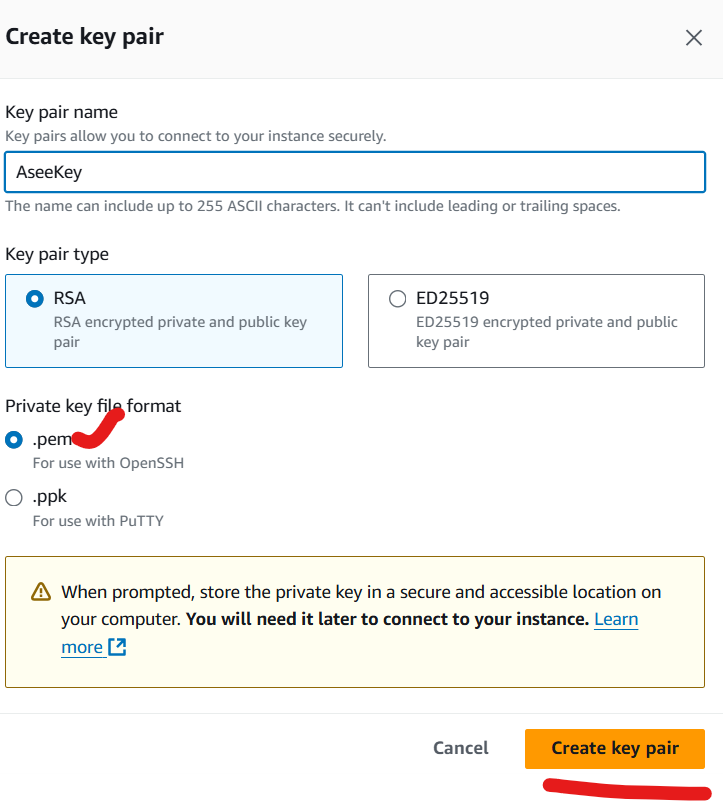 Create key pair
Key pair name
Key pairs allow you to connect to your instance securely.
AseeKey
The name can include up to 255 ASCII characters. It can't include leading or trailing spaces.
Key pair type
RSA
RSA encrypted private and public key
pair
ED25519
ED25519 encrypted private and public
key pair
Private key file format
.pem
For use with OpenSSH
.ppk
For use with PuTTY
When prompted, store the private key in a secure and accessible location on
your computer. You will need it later to connect to your instance. Learn
more
Cancel
Create key pair